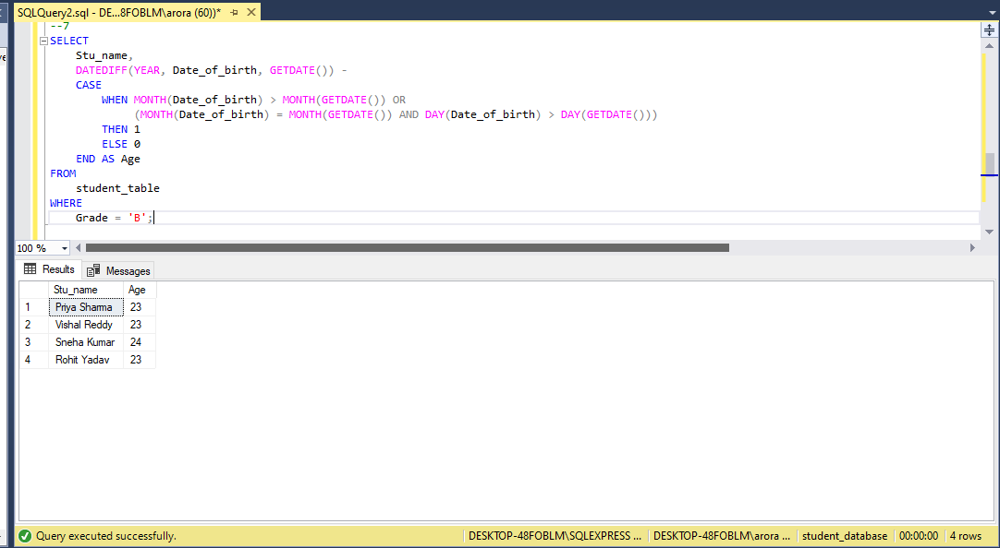 SQLQuery2.sql - DE...8FOBLM\arora (60))*
--7
SELECT
Stu_name,
DATEDIFF(YEAR, Date_of_birth, GETDATE()) -
CASE
WHEN MONTH(Date_of_birth) > MONTH(GETDATE()) OR
(MONTH(Date_of_birth) = MONTH(GETDATE()) AND DAY(Date_of_birth) > DAY(GETDATE()))
THEN 1
ELSE 0
END AS Age
FROM
student_table
WHERE
Grade = 'B';
100 %
Results Messages
Stu_name Age
1 Priya Sharma 23
2 Vishal Reddy 23
3 Sneha Kumar 24
4 Rohit Yadav 23
Query executed successfully. DESKTOP-48FOBLM\SQLEXPRESS ... DESKTOP-48FOBLM\arora ... student_database 00:00:00 4 rows